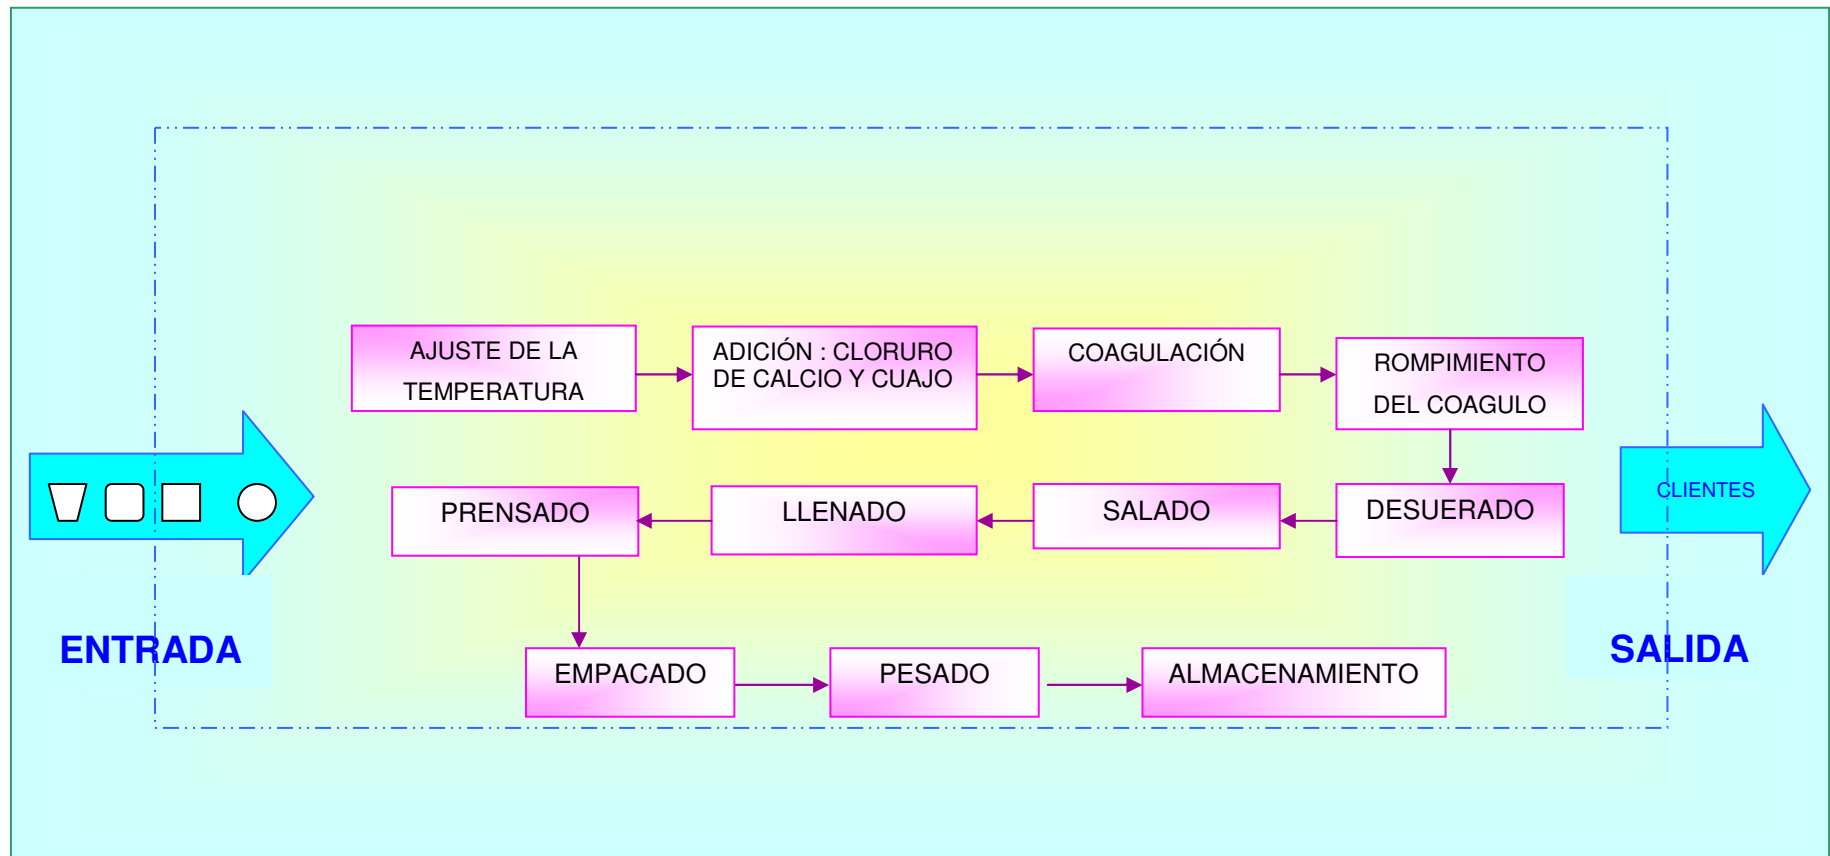 AJUSTE DE LA
TEMPERATURA
ADICIÓN : CLORURO
DE CALCIO Y CUAJO
COAGULACIÓN
ROMPIMIENTO
DEL COAGULO
DESUERADO
SALADO
LLENADO
PRENSADO
EMPACADO
PESADO
ALMACENAMIENTO
ENTRADA
CLIENTES
SALIDA